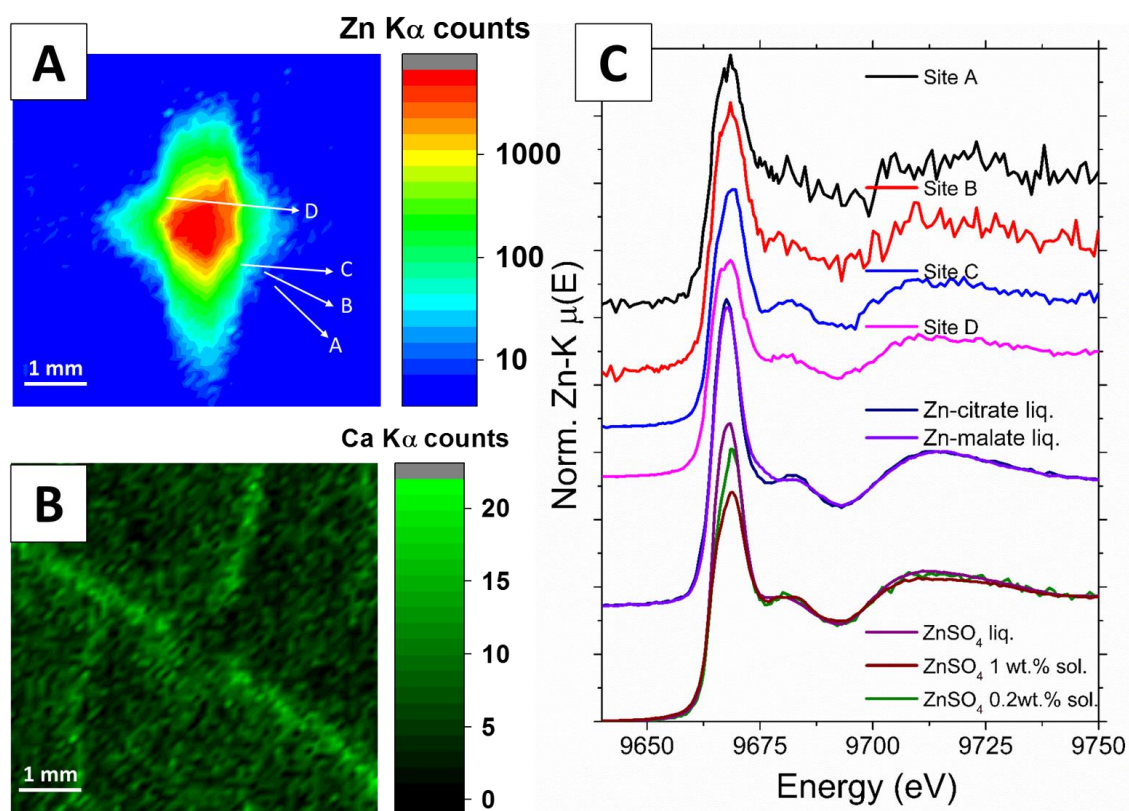 A
Zn Kα counts
1000
100
10
D
C
B
A
1 mm
B
Ca Kα counts
20
15
10
5
0
1 mm
C
Norm. Zn-K μ(E)
Site A
Site B
Site C
Site D
Zn-citrate liq.
Zn-malate liq.
ZnSO₄ liq.
ZnSO₄ 1 wt.% sol.
ZnSO₄ 0.2wt.% sol.
9650 9675 9700 9725 9750
Energy (eV)